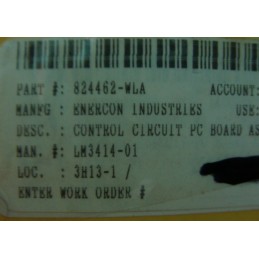 PART #: 824462-WLA ACCOUNT:
MANFG : ENERCON INDUSTRIES USE:
DESC. : CONTROL CIRCUIT PC BOARD AS
MAN. #: LM3414-01
LOC. : 3H13-1 /
ENTER WORK ORDER #